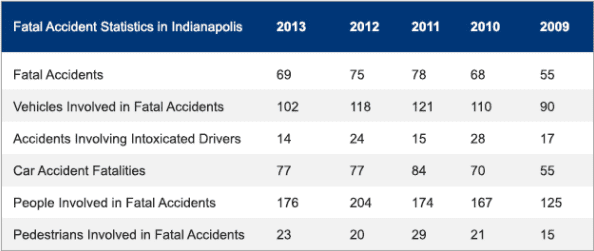 Fatal Accident Statistics in Indianapolis 2013 2012 2011 2010 2009
Fatal Accidents 69 75 78 68 55
Vehicles Involved in Fatal Accidents 102 118 121 110 90
Accidents Involving Intoxicated Drivers 14 24 15 28 17
Car Accident Fatalities 77 77 84 70 55
People Involved in Fatal Accidents 176 204 174 167 125
Pedestrians Involved in Fatal Accidents 23 20 29 21 15